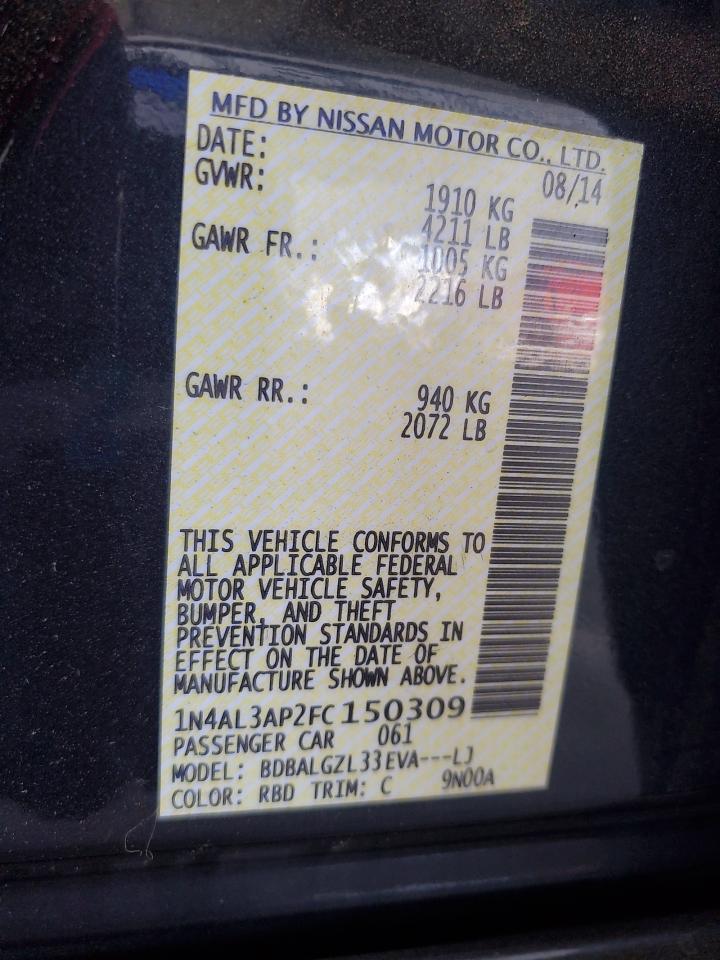 MFD BY NISSAN MOTOR CO., LTD.
DATE: 08/14
GVWR: 1910 KG
4211 LB
GAWR FR.: 1005 KG
2216 LB
GAWR RR.: 940 KG
2072 LB
THIS VEHICLE CONFORMS TO
ALL APPLICABLE FEDERAL
MOTOR VEHICLE SAFETY,
BUMPER, AND THEFT
PREVENTION STANDARDS IN
EFFECT ON THE DATE OF
MANUFACTURE SHOWN ABOVE.
1N4AL3AP2FC150309
PASSENGER CAR 061
MODEL: BDBALGZL33EVA---LJ
COLOR: RBD TRIM: C 9N00A